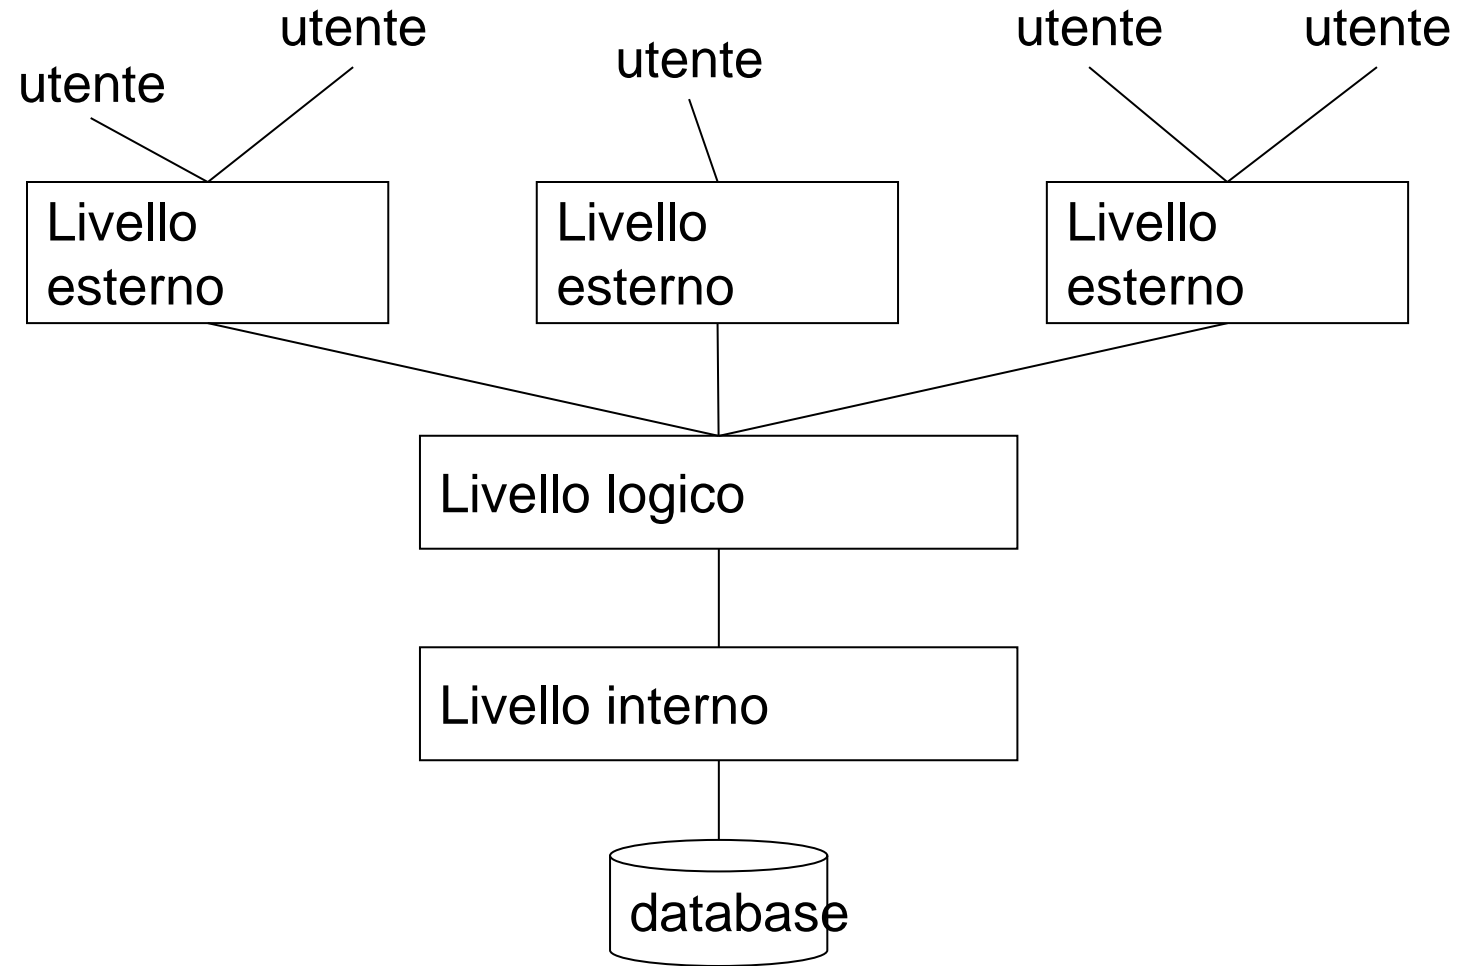 utente
utente
utente
utente
utente
Livello
esterno
Livello
esterno
Livello
esterno
Livello logico
Livello interno
database